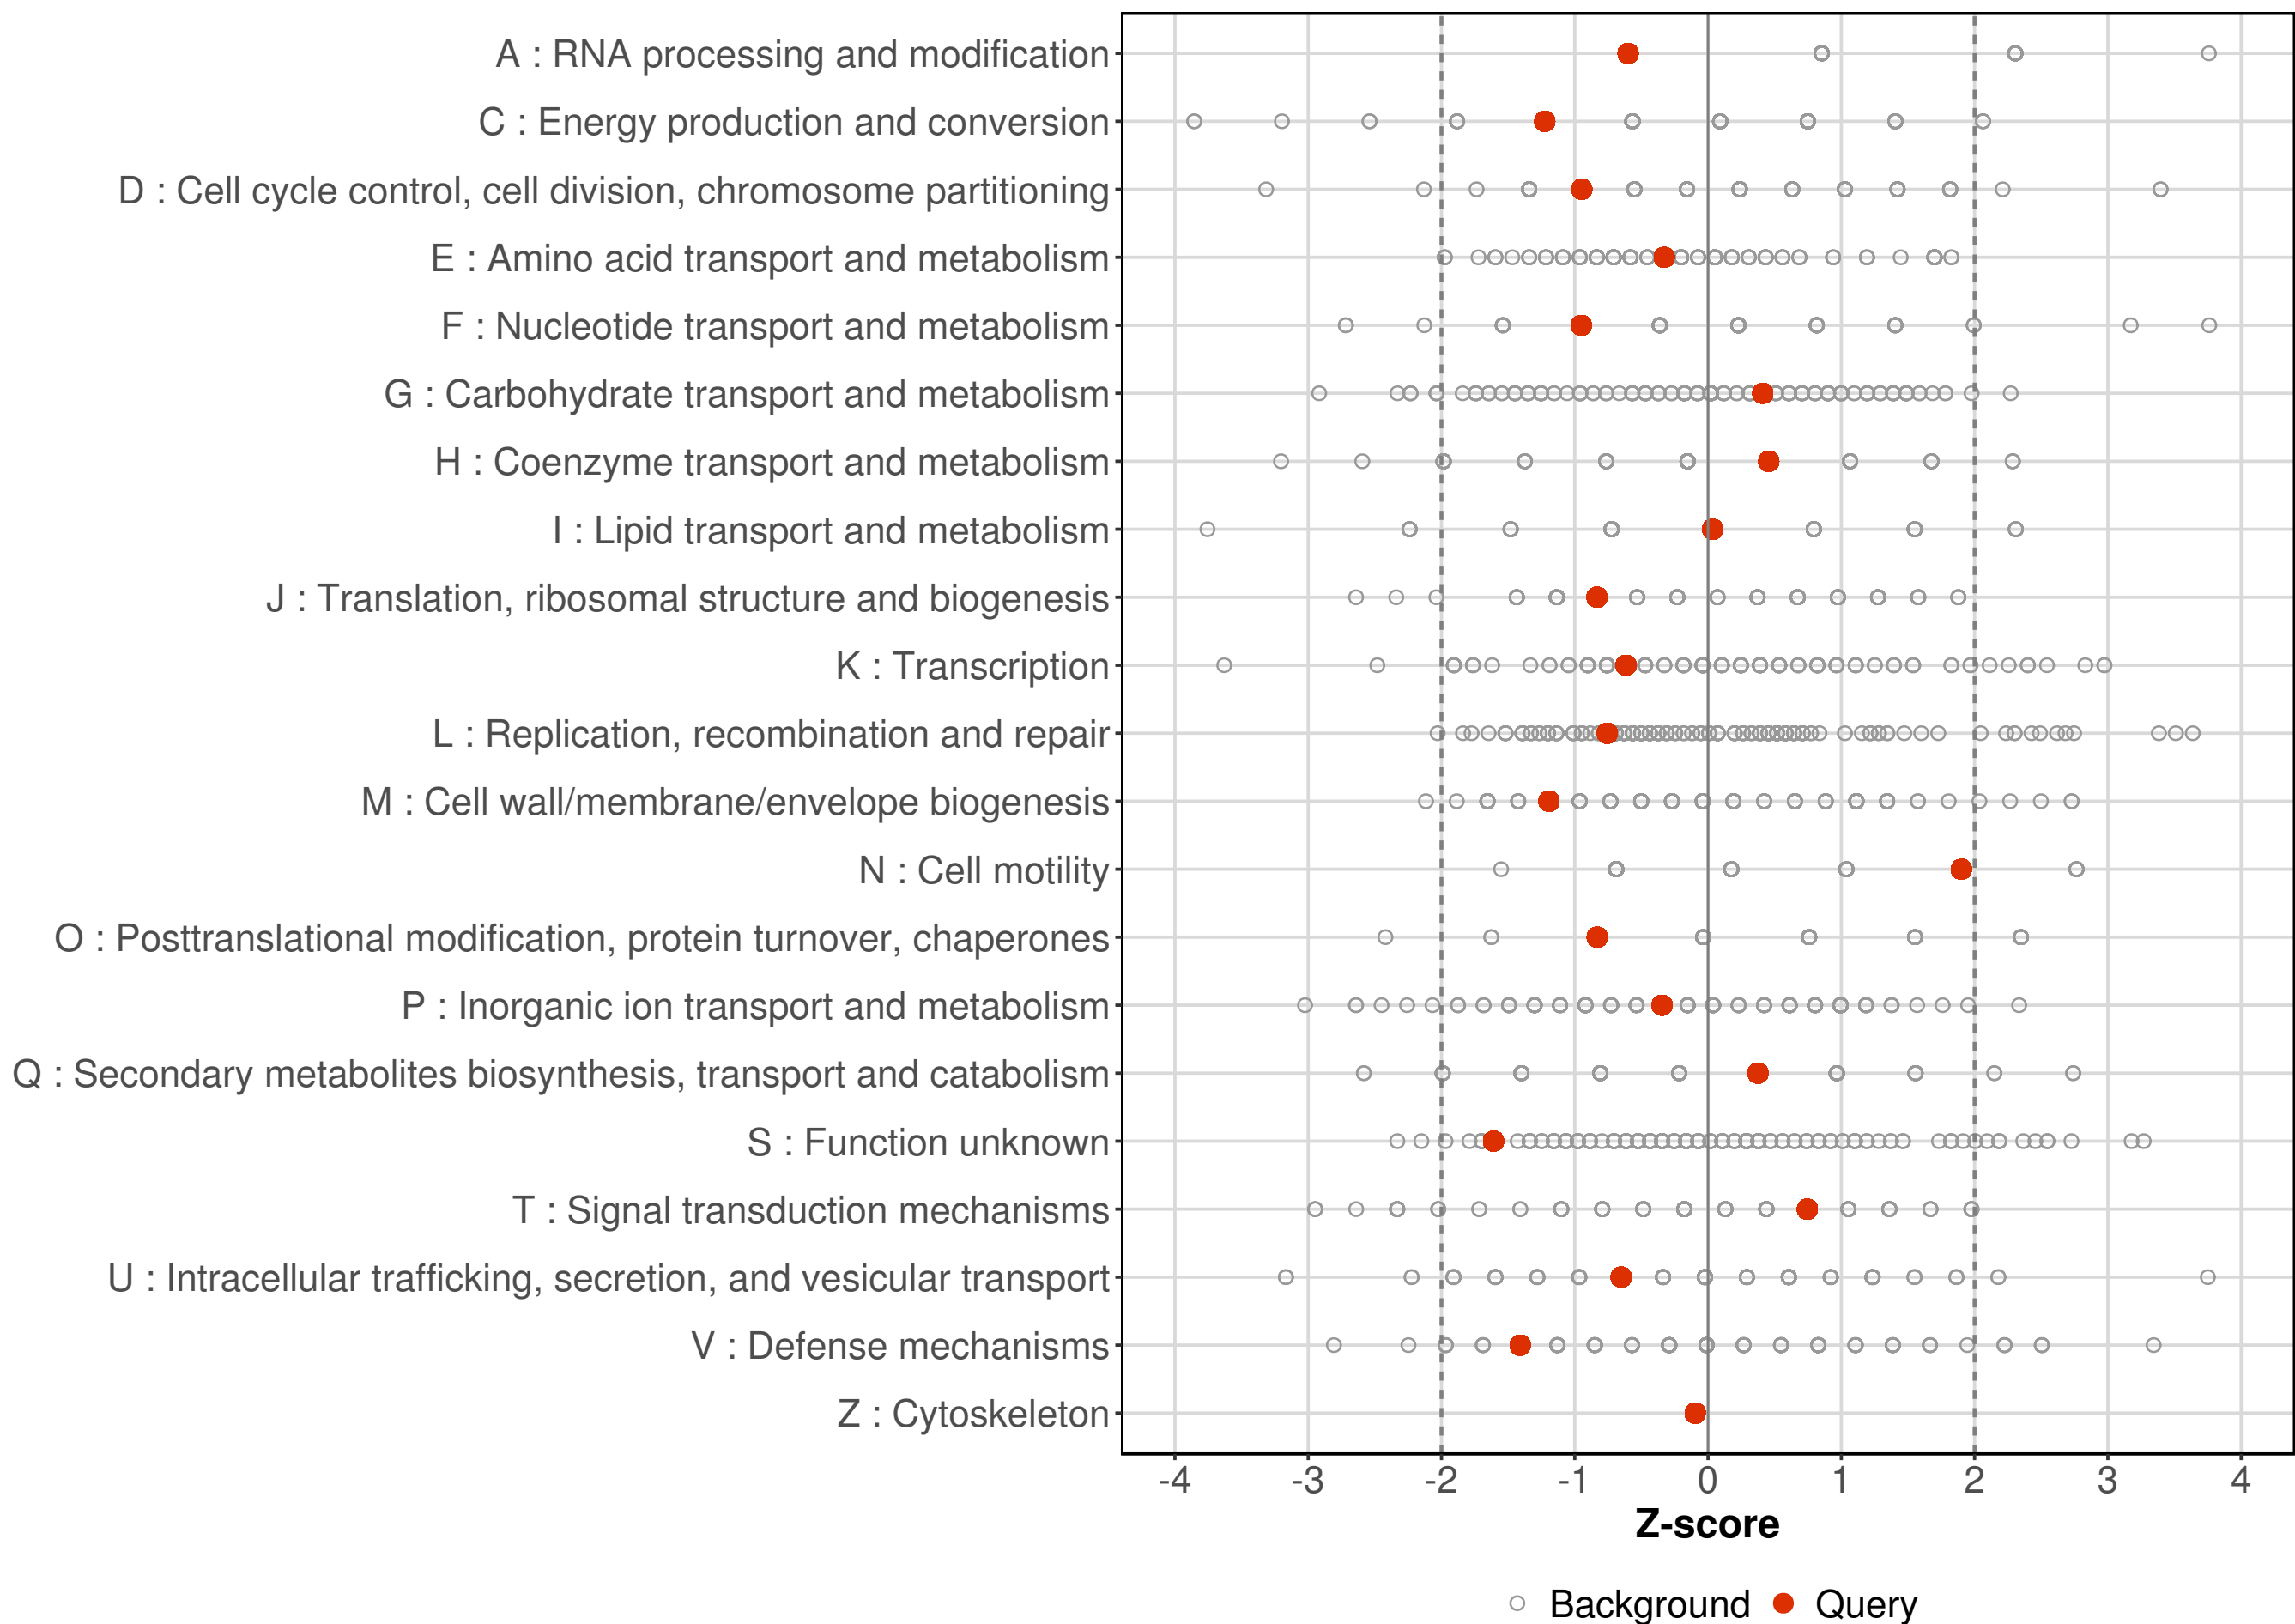 A : RNA processing and modification
C : Energy production and conversion
D : Cell cycle control, cell division, chromosome partitioning
E : Amino acid transport and metabolism
F : Nucleotide transport and metabolism
G : Carbohydrate transport and metabolism
H : Coenzyme transport and metabolism
I : Lipid transport and metabolism
J : Translation, ribosomal structure and biogenesis
K : Transcription
L : Replication, recombination and repair
M : Cell wall/membrane/envelope biogenesis
N : Cell motility
O : Posttranslational modification, protein turnover, chaperones
P : Inorganic ion transport and metabolism
Q : Secondary metabolites biosynthesis, transport and catabolism
S : Function unknown
T : Signal transduction mechanisms
U : Intracellular trafficking, secretion, and vesicular transport
V : Defense mechanisms
Z : Cytoskeleton
-4 -3 -2 -1 0 1 2 3 4
Z-score
Background Query